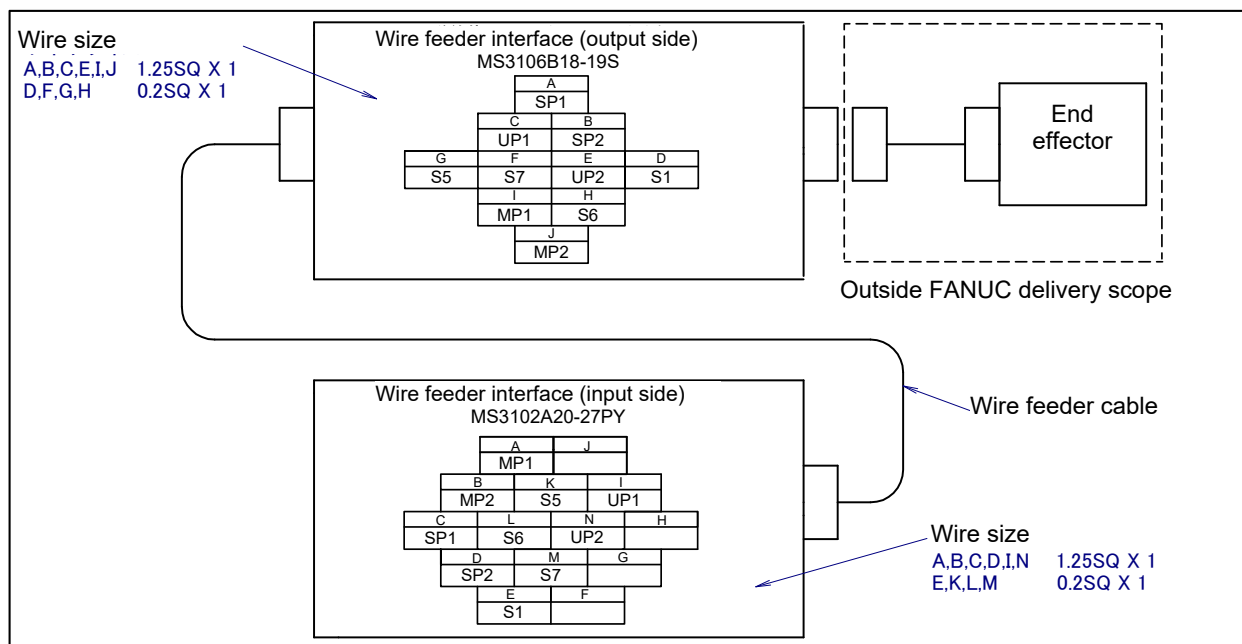 Wire size
A,B,C,E,I,J 1.25SQ X 1
D,F,G,H 0.2SQ X 1
Wire feeder interface (output side)
MS3106B18-19S
A
SP1
C B
UP1 SP2
G F E D
S5 S7 UP2 S1
I H
MP1 S6
J
MP2
End
effector
Outside FANUC delivery scope
Wire feeder interface (input side)
MS3102A20-27PY
A J
MP1
B K I
MP2 S5 UP1
C L N H
SP1 S6 UP2
D M G
SP2 S7
E F
S1
Wire feeder cable
Wire size
A,B,C,D,I,N 1.25SQ X 1
E,K,L,M 0.2SQ X 1